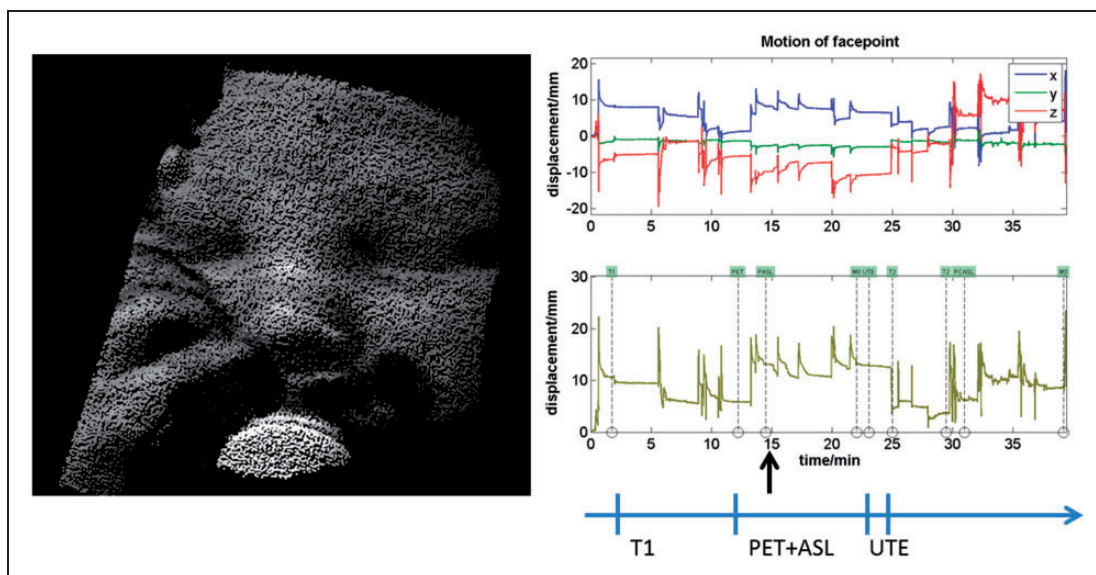 Motion of facepoint
displacement/mm
20
10
0
-10
-20
x
y
z
0 5 10 15 20 25 30 35
displacement/mm
30
20
10
0
T1 PET PASL M0 UTE T2 T2 PCASL M0
0 5 10 15 20 25 30 35
time/min
T1 PET+ASL UTE